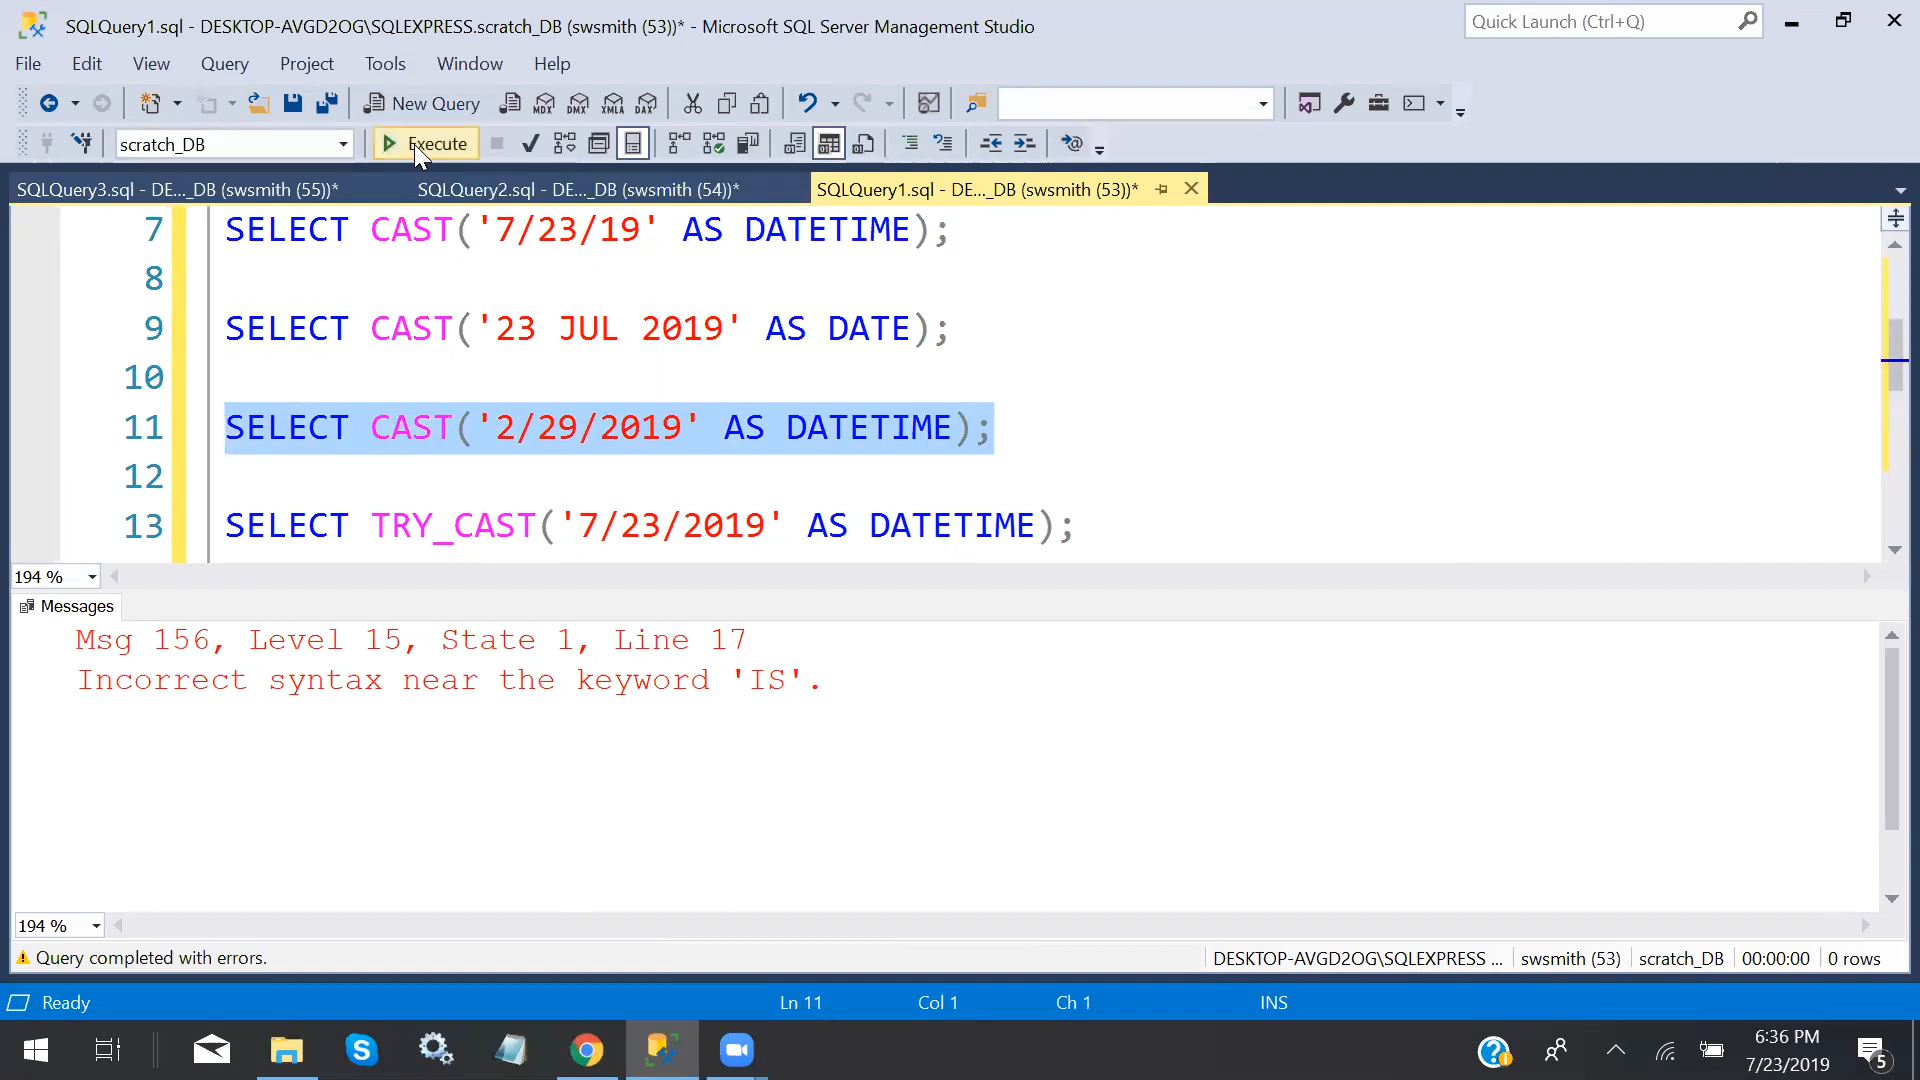 SQLQuery1.sql - DESKTOP-AVGD2OG\SQLEXPRESS.scratch_DB (swsmith (53))* - Microsoft SQL Server Management Studio
Quick Launch (Ctrl+Q)
File Edit View Query Project Tools Window Help
New Query MDX DMX XMLA DAX
scratch_DB Execute
SQLQuery3.sql - DE..._DB (swsmith (55))* SQLQuery2.sql - DE..._DB (swsmith (54))* SQLQuery1.sql - DE..._DB (swsmith (53))*
7 SELECT CAST('7/23/19' AS DATETIME);
8
9 SELECT CAST('23 JUL 2019' AS DATE);
10
11 SELECT CAST('2/29/2019' AS DATETIME);
12
13 SELECT TRY_CAST('7/23/2019' AS DATETIME);
194 %
Messages
Msg 156, Level 15, State 1, Line 17
Incorrect syntax near the keyword 'IS'.
194 %
Query completed with errors. DESKTOP-AVGD2OG\SQLEXPRESS ... swsmith (53) scratch_DB 00:00:00 0 rows
Ready Ln 11 Col 1 Ch 1 INS
6:36 PM
7/23/2019
5